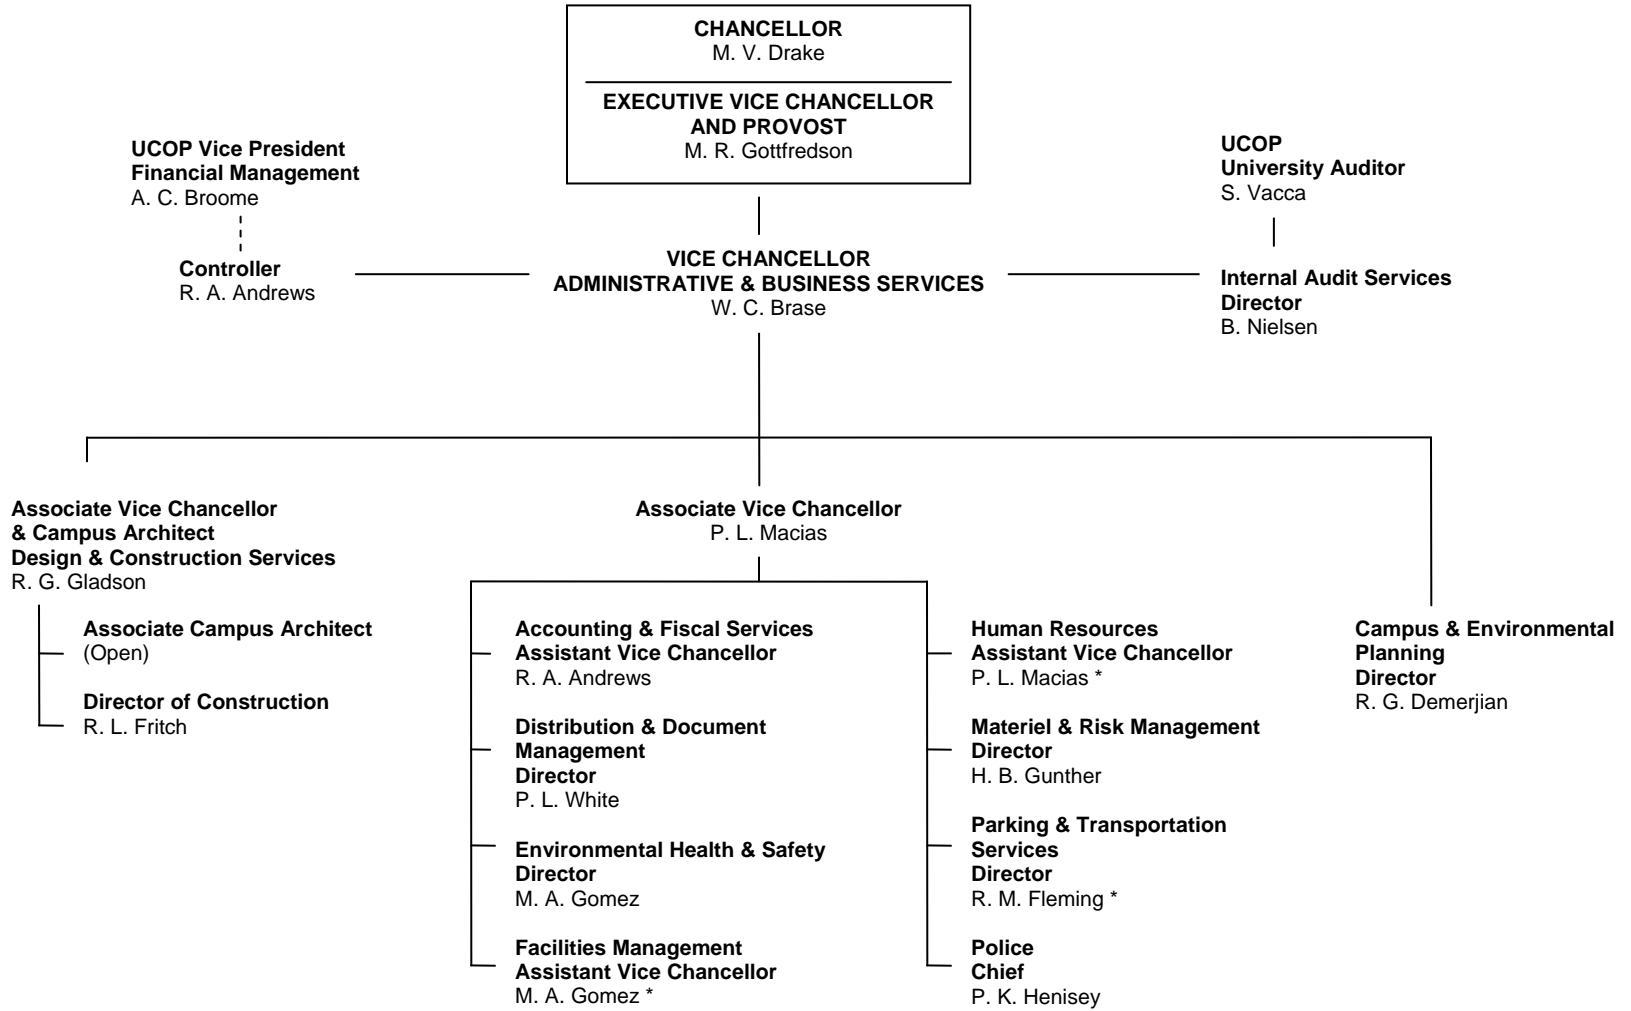 CHANCELLOR
M. V. Drake
EXECUTIVE VICE CHANCELLOR
AND PROVOST
M. R. Gottfredson
UCOP Vice President
Financial Management
A. C. Broome
UCOP
University Auditor
S. Vacca
Controller
R. A. Andrews
VICE CHANCELLOR
ADMINISTRATIVE & BUSINESS SERVICES
W. C. Brase
Internal Audit Services
Director
B. Nielsen
Associate Vice Chancellor
& Campus Architect
Design & Construction Services
R. G. Gladson
Associate Campus Architect
(Open)
Director of Construction
R. L. Fritch
Associate Vice Chancellor
P. L. Macias
Accounting & Fiscal Services
Assistant Vice Chancellor
R. A. Andrews
Distribution & Document
Management
Director
P. L. White
Environmental Health & Safety
Director
M. A. Gomez
Facilities Management
Assistant Vice Chancellor
M. A. Gomez *
Human Resources
Assistant Vice Chancellor
P. L. Macias *
Materiel & Risk Management
Director
H. B. Gunther
Parking & Transportation
Services
Director
R. M. Fleming *
Police
Chief
P. K. Henisey
Campus & Environmental
Planning
Director
R. G. Demerjian